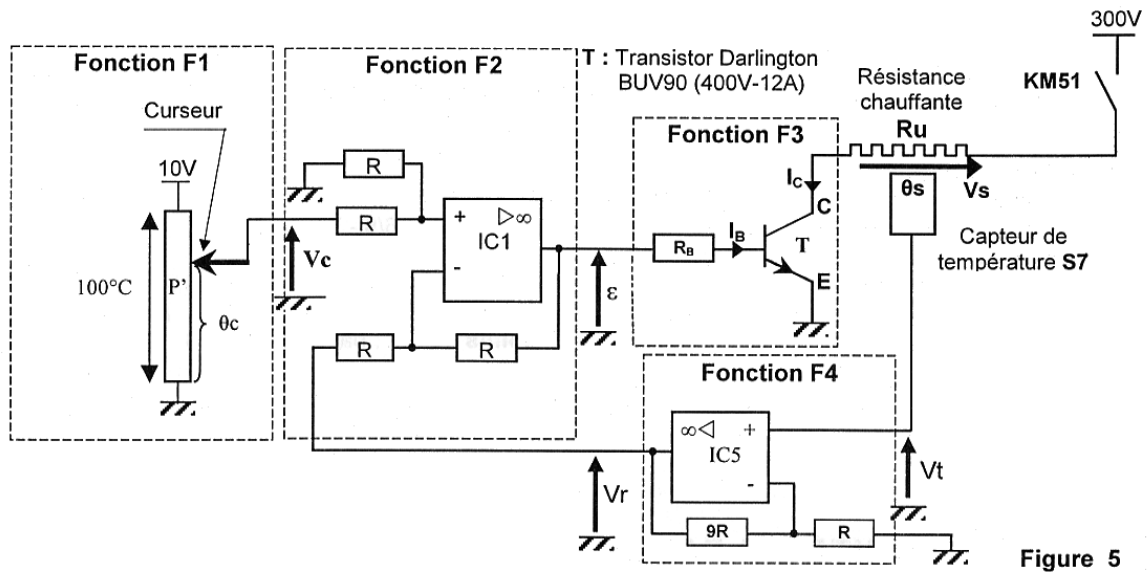 Fonction F1
Curseur
10V
100°C
P'
θc
Fonction F2
R
R
Vc
+
-
▷∞
IC1
R
R
ε
T : Transistor Darlington
BUV90 (400V-12A)
Fonction F3
RB
IB
IC
C
T
E
Résistance
chauffante
Ru
Vs
θs
KM51
300V
Capteur de
température S7
Fonction F4
∞◁
+
IC5
-
9R
R
Vr
Vt
Figure 5